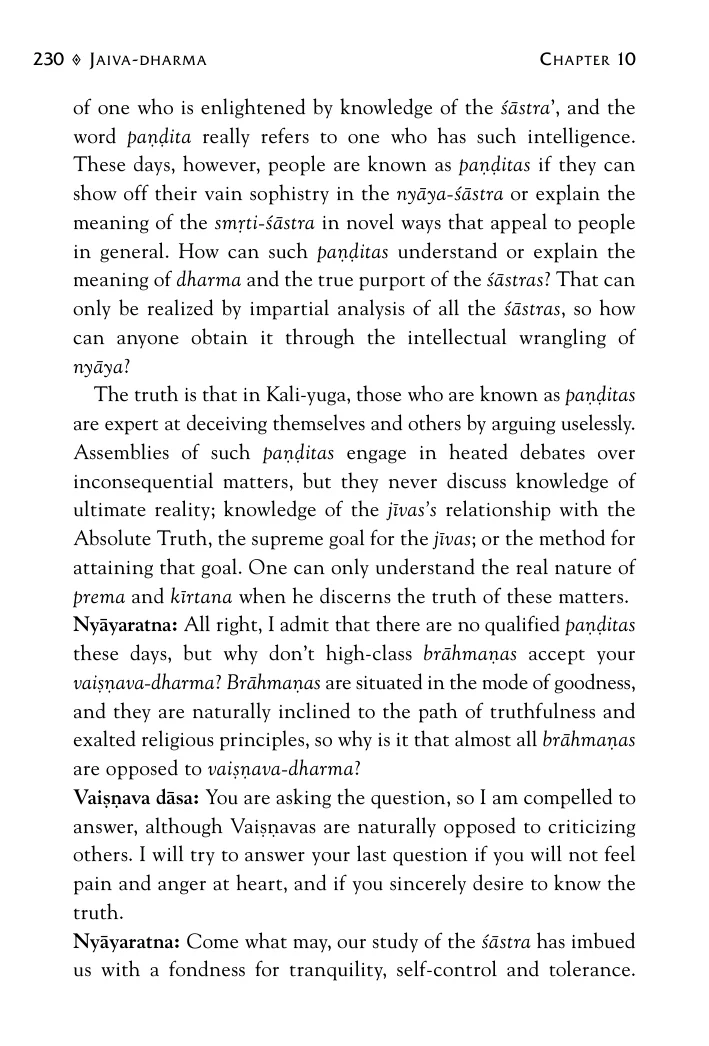 230 ◈ Jaiva-dharma Chapter 10
of one who is enlightened by knowledge of the śāstra’, and the
word paṇḍita really refers to one who has such intelligence.
These days, however, people are known as paṇḍitas if they can
show off their vain sophistry in the nyāya-śāstra or explain the
meaning of the smṛti-śāstra in novel ways that appeal to people
in general. How can such paṇḍitas understand or explain the
meaning of dharma and the true purport of the śāstras? That can
only be realized by impartial analysis of all the śāstras, so how
can anyone obtain it through the intellectual wrangling of
nyāya?
The truth is that in Kali-yuga, those who are known as paṇḍitas
are expert at deceiving themselves and others by arguing uselessly.
Assemblies of such paṇḍitas engage in heated debates over
inconsequential matters, but they never discuss knowledge of
ultimate reality; knowledge of the jīvas’s relationship with the
Absolute Truth, the supreme goal for the jīvas; or the method for
attaining that goal. One can only understand the real nature of
prema and kīrtana when he discerns the truth of these matters.
Nyāyaratna: All right, I admit that there are no qualified paṇḍitas
these days, but why don’t high-class brāhmaṇas accept your
vaiṣṇava-dharma? Brāhmaṇas are situated in the mode of goodness,
and they are naturally inclined to the path of truthfulness and
exalted religious principles, so why is it that almost all brāhmaṇas
are opposed to vaiṣṇava-dharma?
Vaiṣṇava dāsa: You are asking the question, so I am compelled to
answer, although Vaiṣṇavas are naturally opposed to criticizing
others. I will try to answer your last question if you will not feel
pain and anger at heart, and if you sincerely desire to know the
truth.
Nyāyaratna: Come what may, our study of the śāstra has imbued
us with a fondness for tranquility, self-control and tolerance.